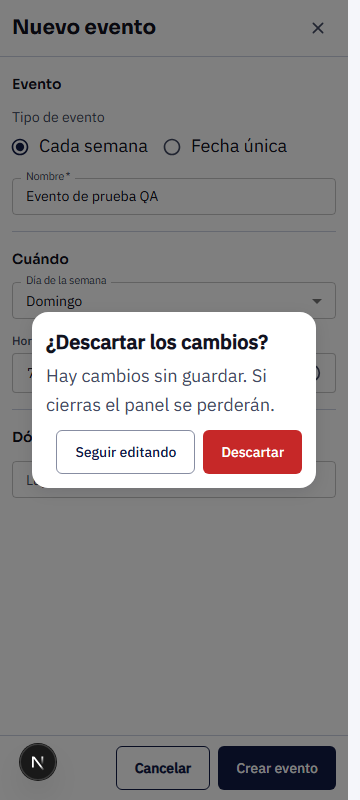 Nuevo evento
Evento
Tipo de evento
Cada semana
Fecha única
Nombre*
Evento de prueba QA
Cuándo
Día de la semana
Domingo
¿Descartar los cambios?
Hay cambios sin guardar. Si
cierras el panel se perderán.
Seguir editando
Descartar
N
Cancelar
Crear evento